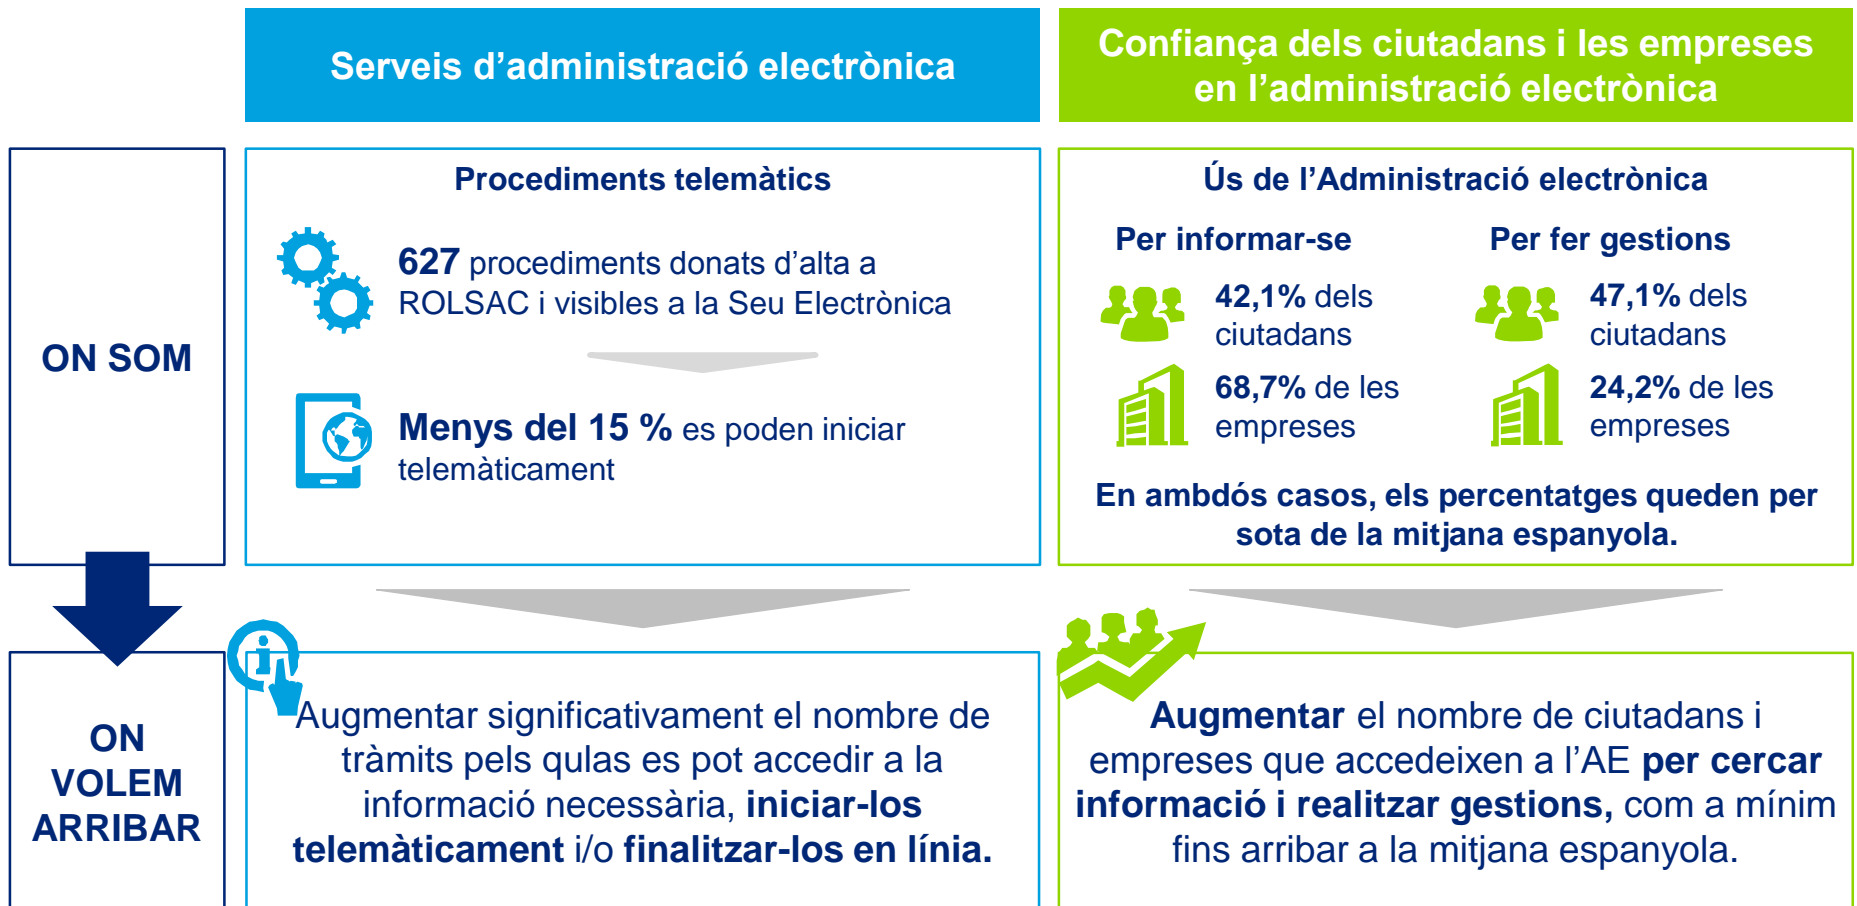 Serveis d’administració electrònica
Confiança dels ciutadans i les empreses
en l’administració electrònica
ON SOM
Procediments telemàtics
627 procediments donats d’alta a
ROLSAC i visibles a la Seu Electrònica
Menys del 15 % es poden iniciar
telemàticament
Ús de l’Administració electrònica
Per informar-se
42,1% dels
ciutadans
68,7% de les
empreses
Per fer gestions
47,1% dels
ciutadans
24,2% de les
empreses
En ambdós casos, els percentatges queden per
sota de la mitjana espanyola.
ON
VOLEM
ARRIBAR
Augmentar significativament el nombre de
tràmits pels qulas es pot accedir a la
informació necessària, iniciar-los
telemàticament i/o finalitzar-los en línia.
Augmentar el nombre de ciutadans i
empreses que accedeixen a l’AE per cercar
informació i realitzar gestions, com a mínim
fins arribar a la mitjana espanyola.